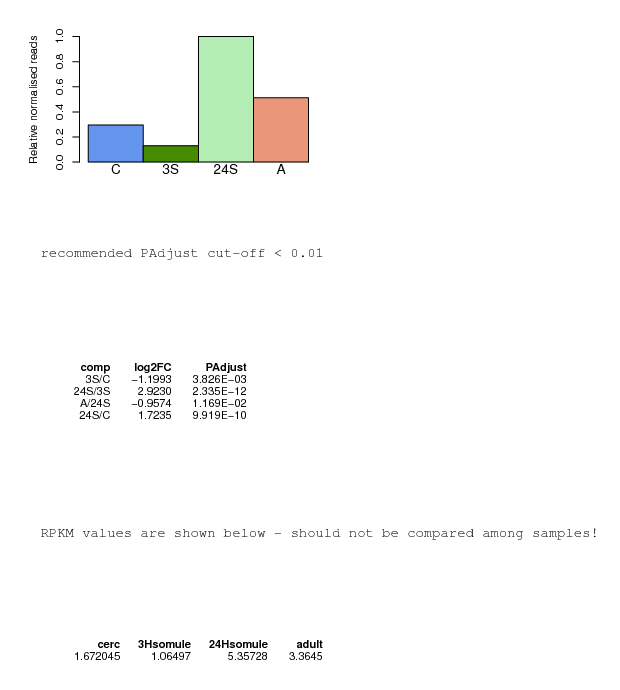 Relative normalised reads
1.0
0.8
0.6
0.4
0.2
0.0
C 3S 24S A
recommended PAdjust cut−off < 0.01
comp log2FC PAdjust
3S/C −1.1993 3.826E−03
24S/3S 2.9230 2.335E−12
A/24S −0.9574 1.169E−02
24S/C 1.7235 9.919E−10
RPKM values are shown below − should not be compared among samples!
cerc 3Hsomule 24Hsomule adult
1.672045 1.06497 5.35728 3.3645